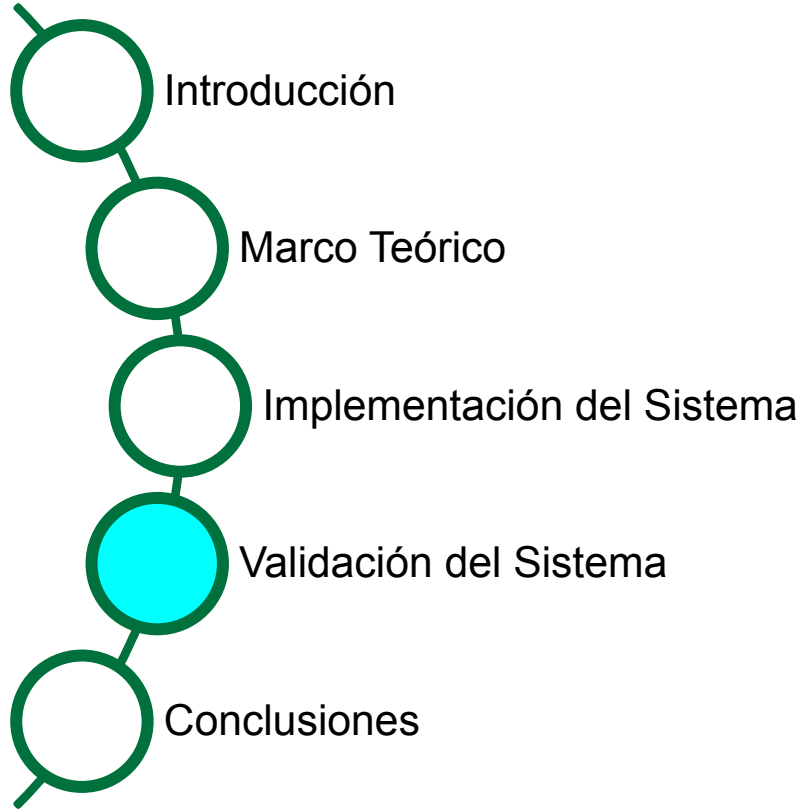 Introducción
Marco Teórico
Implementación del Sistema
Validación del Sistema
Conclusiones